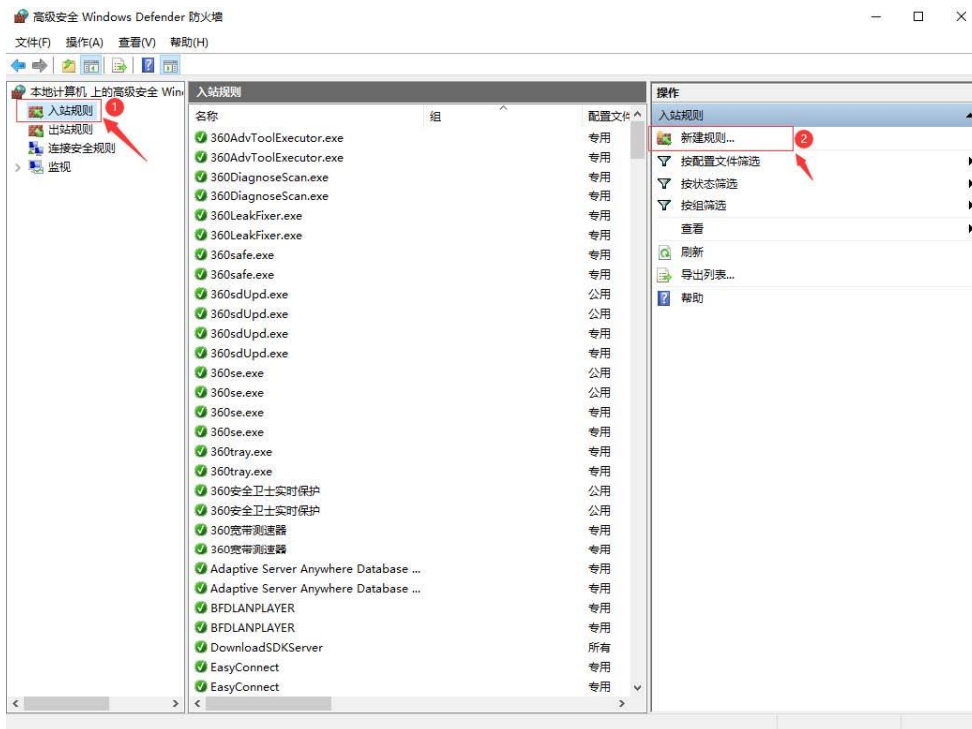 高级安全 Windows Defender 防火墙
文件(F) 操作(A) 查看(V) 帮助(H)
本地计算机 上的高级安全 Win
入站规则
1
出站规则
连接安全规则
监视
入站规则
名称 组 配置文件
360AdvToolExecutor.exe 专用
360AdvToolExecutor.exe 专用
360DiagnoseScan.exe 专用
360DiagnoseScan.exe 专用
360LeakFixer.exe 专用
360LeakFixer.exe 专用
360safe.exe 专用
360safe.exe 专用
360sdUpd.exe 公用
360sdUpd.exe 公用
360sdUpd.exe 专用
360sdUpd.exe 专用
360se.exe 公用
360se.exe 公用
360se.exe 专用
360se.exe 专用
360tray.exe 专用
360tray.exe 专用
360安全卫士实时保护 公用
360安全卫士实时保护 公用
360宽带测速器 专用
360宽带测速器 专用
Adaptive Server Anywhere Database ... 专用
Adaptive Server Anywhere Database ... 专用
BFDLANPLAYER 专用
BFDLANPLAYER 专用
DownloadSDKServer 所有
EasyConnect 专用
EasyConnect 专用
操作
入站规则
新建规则...
2
按配置文件筛选
按状态筛选
按组筛选
查看
刷新
导出列表...
帮助